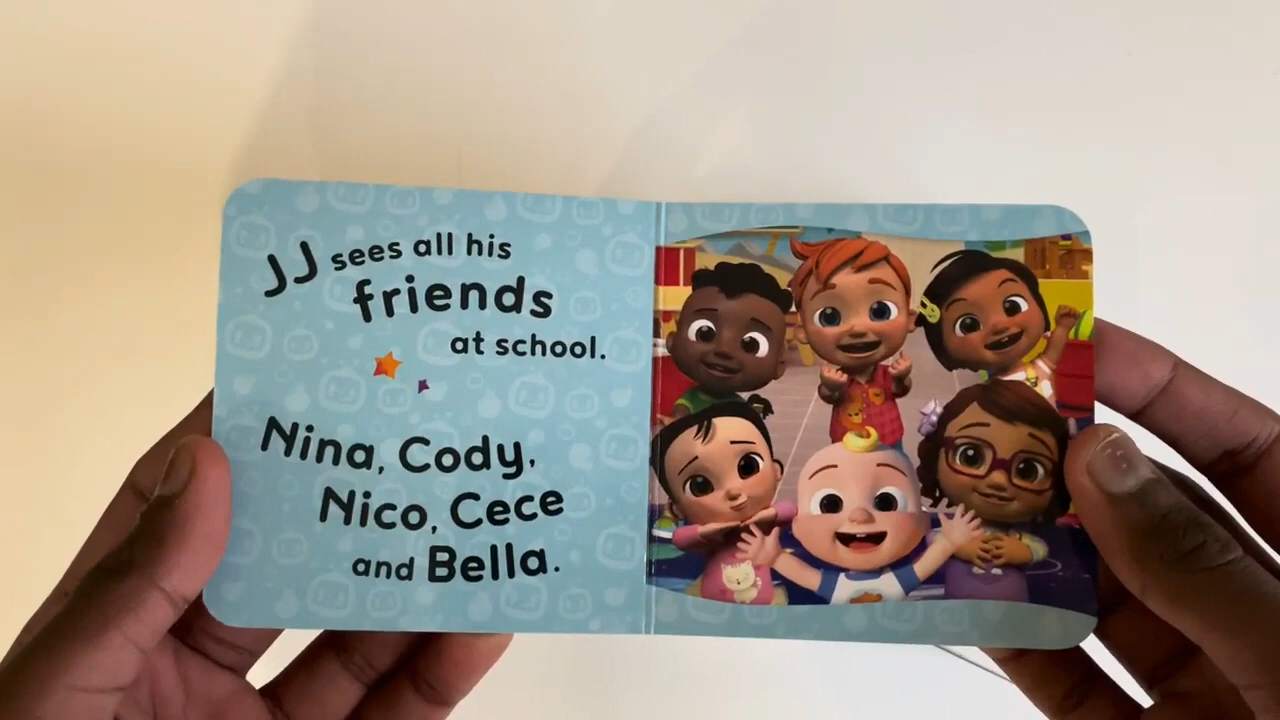 JJ sees all his
friends
at school.
Nina, Cody,
Nico, Cece
and Bella.